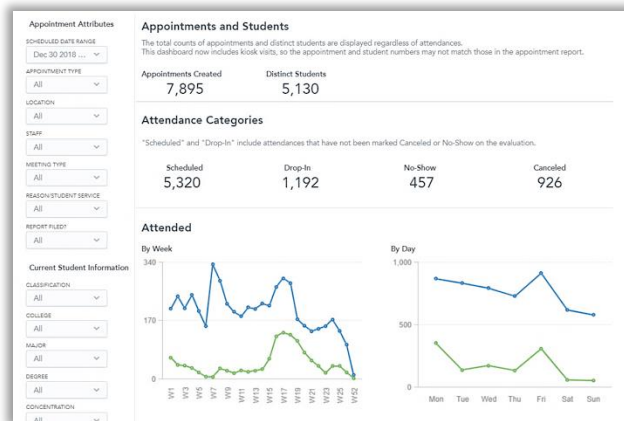 Appointment Attributes
SCHEDULED DATE RANGE
Dec 30 2018 ...
APPOINTMENT TYPE
All
LOCATION
All
STAFF
All
MEETING TYPE
All
REASON/STUDENT SERVICE
All
REPORT FILED?
All
Current Student Information
CLASSIFICATION
All
COLLEGE
All
MAJOR
All
DEGREE
All
CONCENTRATION
All
Appointments and Students
The total counts of appointments and distinct students are displayed regardless of attendances.
This dashboard now includes kiosk visits, so the appointment and student numbers may not match those in the appointment report.
Appointments Created Distinct Students
7,895 5,130
Attendance Categories
"Scheduled" and "Drop-In" include attendances that have not been marked Canceled or No-Show on the evaluation.
Scheduled Drop-In No-Show Canceled
5,320 1,192 457 926
Attended
By Week
340
170
0
W1 W3 W5 W7 W9 W11 W13 W15 W17 W19 W21 W23 W25 W52
By Day
1,000
500
0
Mon Tue Wed Thu Fri Sat Sun